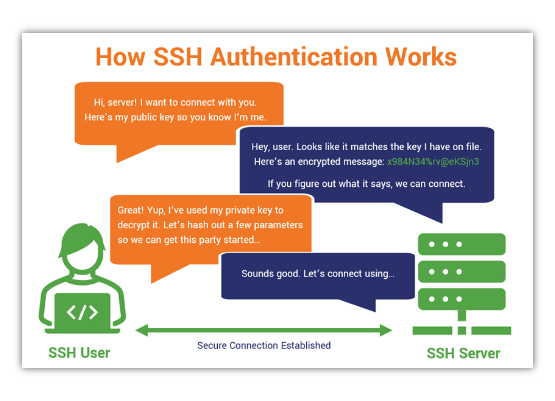 How SSH Authentication Works
Hi, server! I want to connect with you.
Here's my public key so you know I'm me.
Hey, user. Looks like it matches the key I have on file.
Here's an encrypted message: x984N34%rv@eKSjn3
If you figure out what it says, we can connect.
Great! Yup, I've used my private key to
decrypt it. Let's hash out a few parameters
so we can get this party started...
Sounds good. Let's connect using...
</>
Secure Connection Established
SSH User
SSH Server